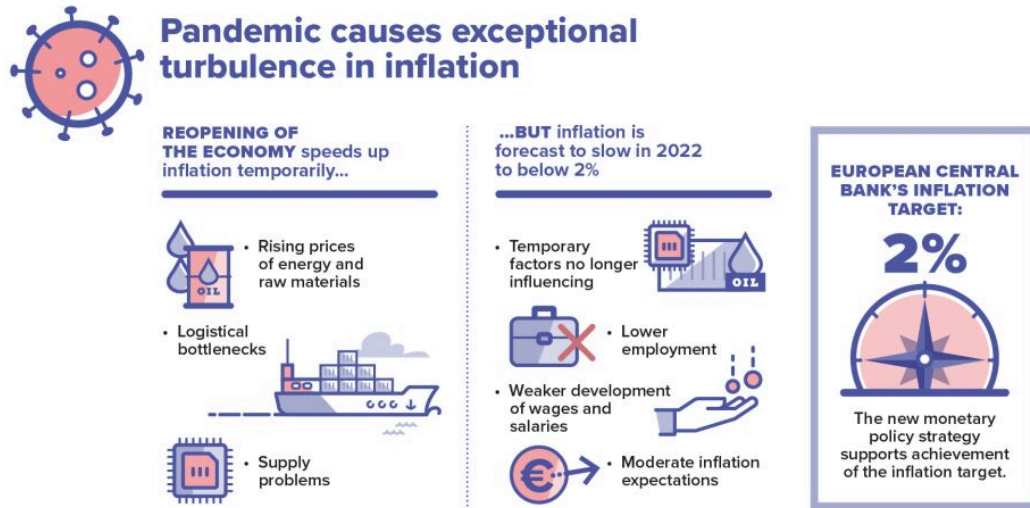 Pandemic causes exceptional
turbulence in inflation
REOPENING OF
THE ECONOMY speeds up
inflation temporarily...
• Rising prices
of energy and
raw materials
OIL
• Logistical
bottlenecks
• Supply
problems
...BUT inflation is
forecast to slow in 2022
to below 2%
• Temporary
factors no longer
influencing
OIL
• Lower
employment
• Weaker development
of wages and
salaries
€
• Moderate inflation
expectations
EUROPEAN CENTRAL
BANK'S INFLATION
TARGET:
2%
The new monetary
policy strategy
supports achievement
of the inflation target.